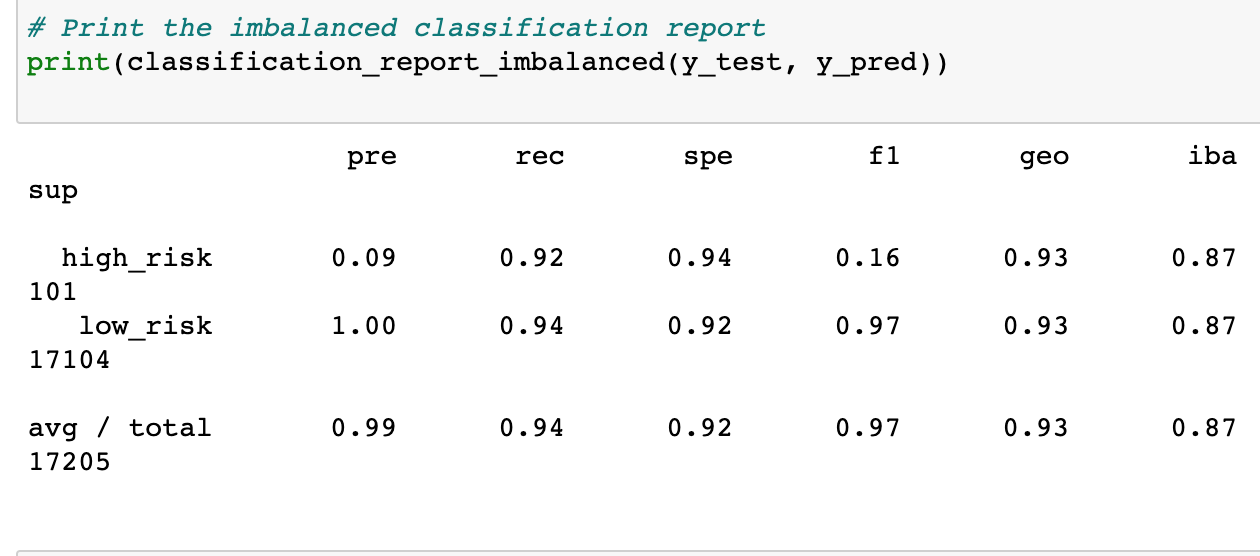 # Print the imbalanced classification report
print(classification_report_imbalanced(y_test, y_pred))
pre rec spe f1 geo iba
sup
high_risk 0.09 0.92 0.94 0.16 0.93 0.87
101
low_risk 1.00 0.94 0.92 0.97 0.93 0.87
17104
avg / total 0.99 0.94 0.92 0.97 0.93 0.87
17205